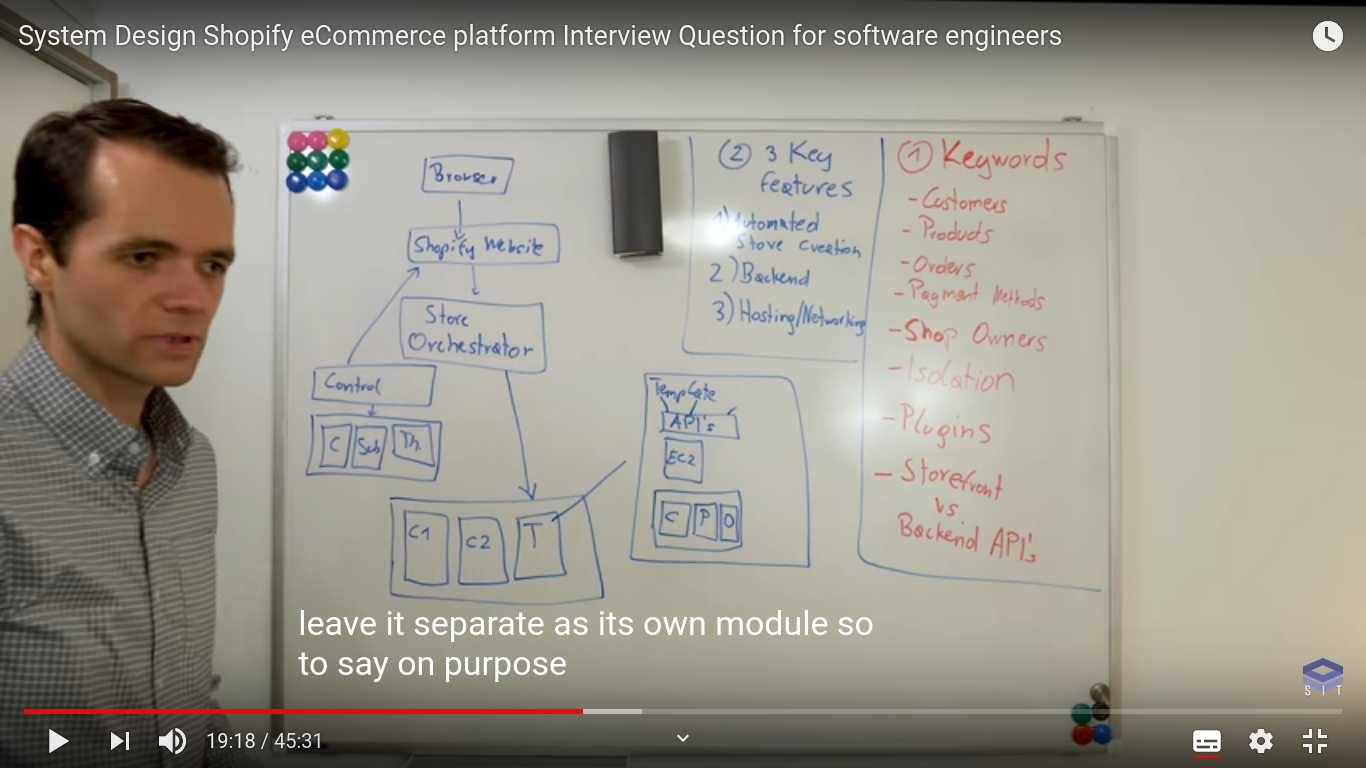 System Design Shopify eCommerce platform Interview Question for software engineers
Browser
Shopify Website
Store
Orchestrator
Control
C Sub Th.
C1 C2 T
Template
API's
EC2
C P O
② 3 Key
Features
1) Automated
Store Creation
2) Backend
3) Hosting/Networking
① Keywords
- Customers
- Products
- Orders
- Payment Methods
- Shop Owners
- Isolation
- Plugins
- Storefront
vs
Backend API's
leave it separate as its own module so
to say on purpose
S I T
19:18 / 45:31